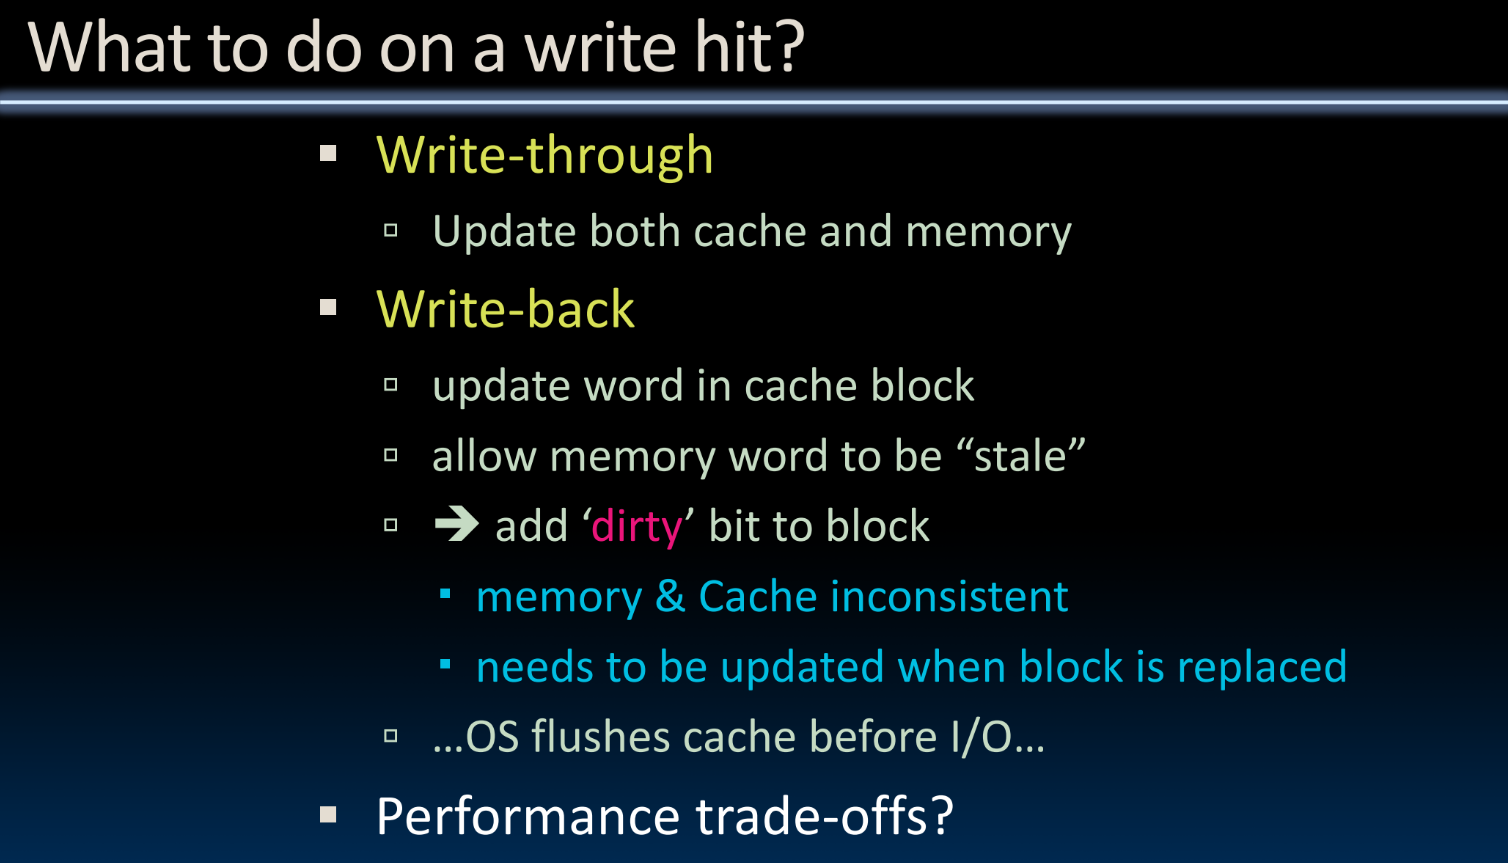 What to do on a write hit?
Write-through
Update both cache and memory
Write-back
update word in cache block
allow memory word to be “stale”
➔ add ‘dirty’ bit to block
memory & Cache inconsistent
needs to be updated when block is replaced
…OS flushes cache before I/O…
Performance trade-offs?